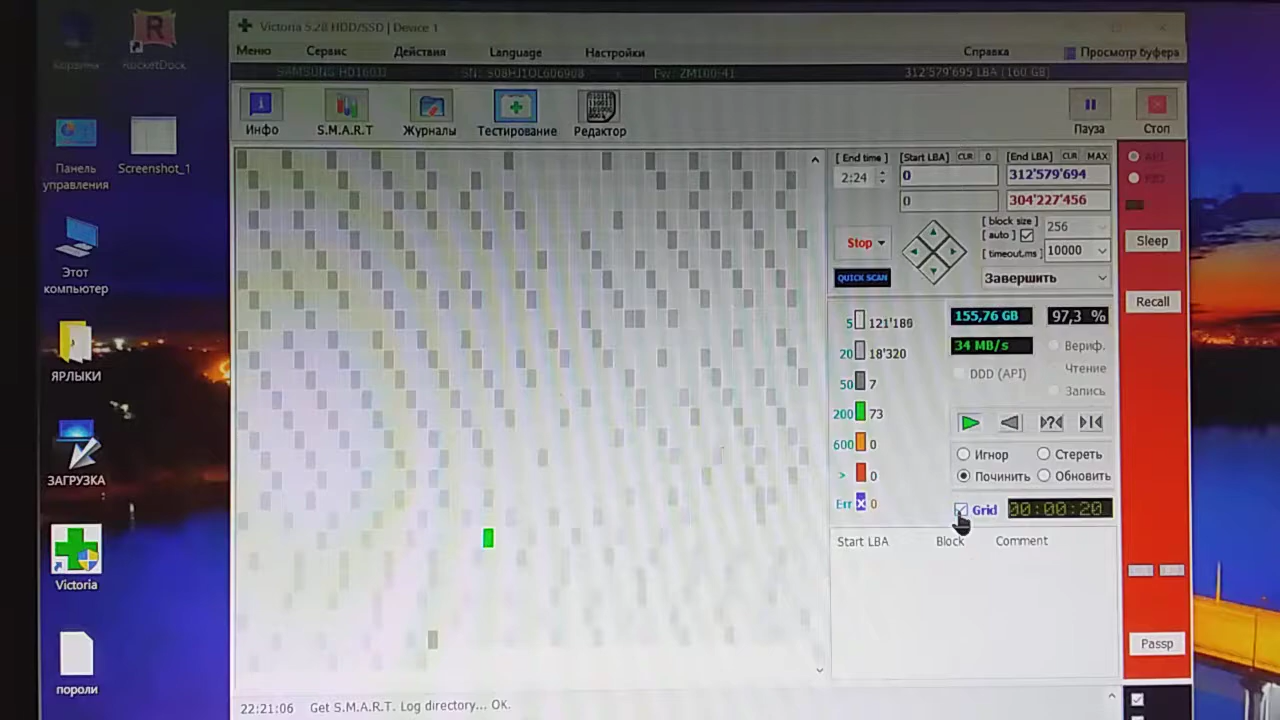 Корзина
RocketDock
Панель управления
Screenshot_1
Этот компьютер
ЯРЛЫКИ
ЗАГРУЗКА
Victoria
пороли
Victoria 5.28 HDD/SSD | Device 1
Меню Сервис Действия Language Настройки Справка Просмотр буфера
SAMSUNG HD160JJ 312'579'695 LBA (160 GB)
Инфо S.M.A.R.T Журналы Тестирование Редактор Пауза Стоп
[ End time ] [Start LBA] CLR 0 [End LBA] CLR MAX
2:24 0 312'579'694
0 304'227'456
[ block size ] 256
[ auto ]
[ timeout,ms ] 10000
Stop
QUICK SCAN Завершить
API
PIO
Sleep
Recall
5 121'186 155,76 GB 97,3 %
20 18'320 34 MB/s Вериф.
DDD (API) Чтение
50 7 Запись
200 73
600 0 Игнор Стереть
> 0 Починить Обновить
Err x 0 Grid 00:00:20
Start LBA Block Comment
Passp
22:21:06 Get S.M.A.R.T. Log directory... OK.